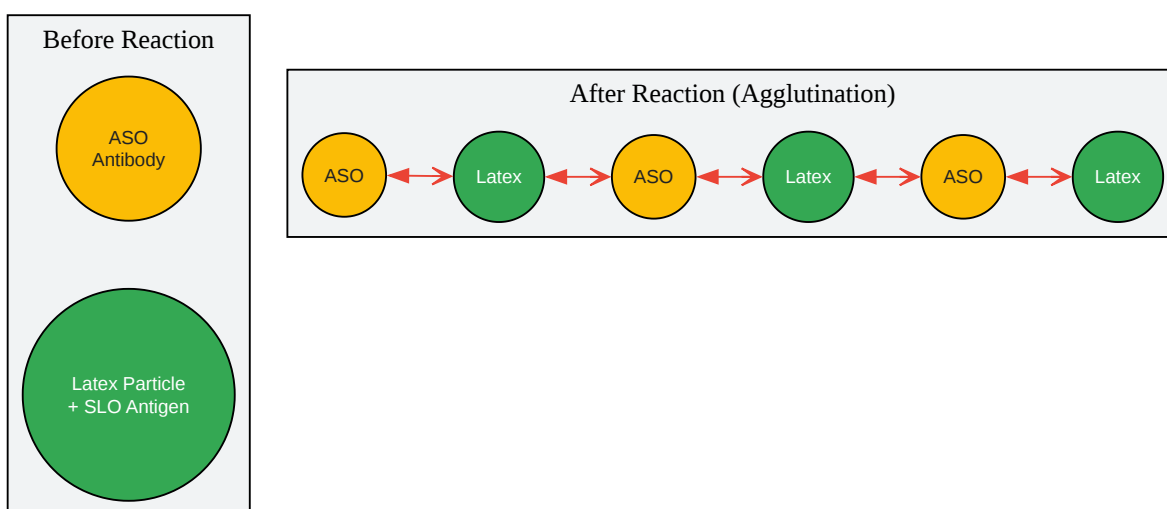 Before Reaction
ASO
Antibody
Latex Particle
+ SLO Antigen
After Reaction (Agglutination)
ASO
Latex
ASO
Latex
ASO
Latex